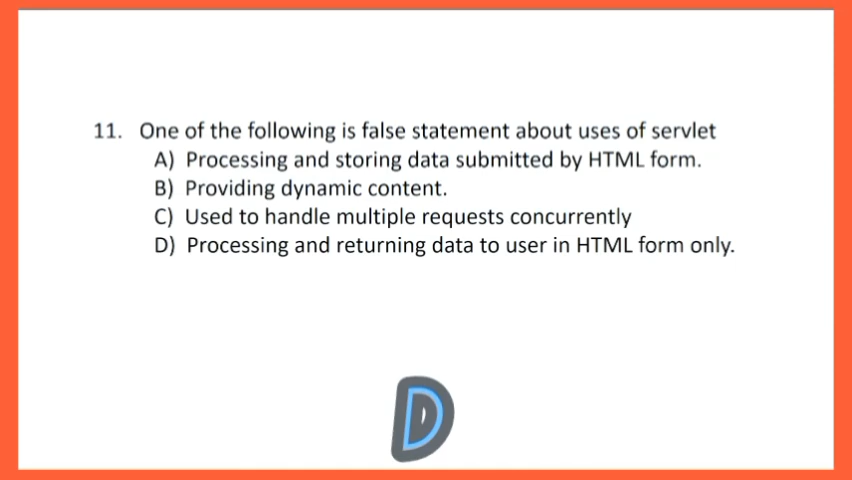 11. One of the following is false statement about uses of servlet
A) Processing and storing data submitted by HTML form.
B) Providing dynamic content.
C) Used to handle multiple requests concurrently
D) Processing and returning data to user in HTML form only.
D